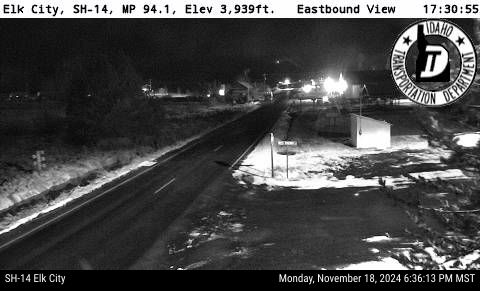 Elk City, SH-14, MP 94.1, Elev 3,939ft. Eastbound View 17:30:55
IDAHO
TRANSPORTATION DEPARTMENT
SH-14 Elk City Monday, November 18, 2024 6:36:13 PM MST